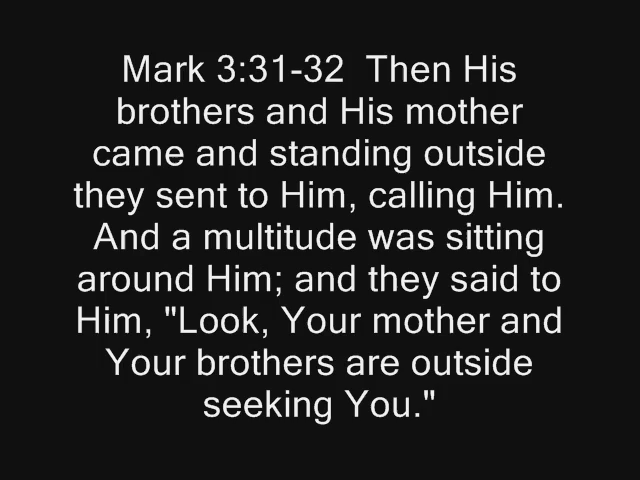 Mark 3:31-32  Then His
brothers and His mother
came and standing outside
they sent to Him, calling Him.
And a multitude was sitting
around Him; and they said to
Him, "Look, Your mother and
Your brothers are outside
seeking You."